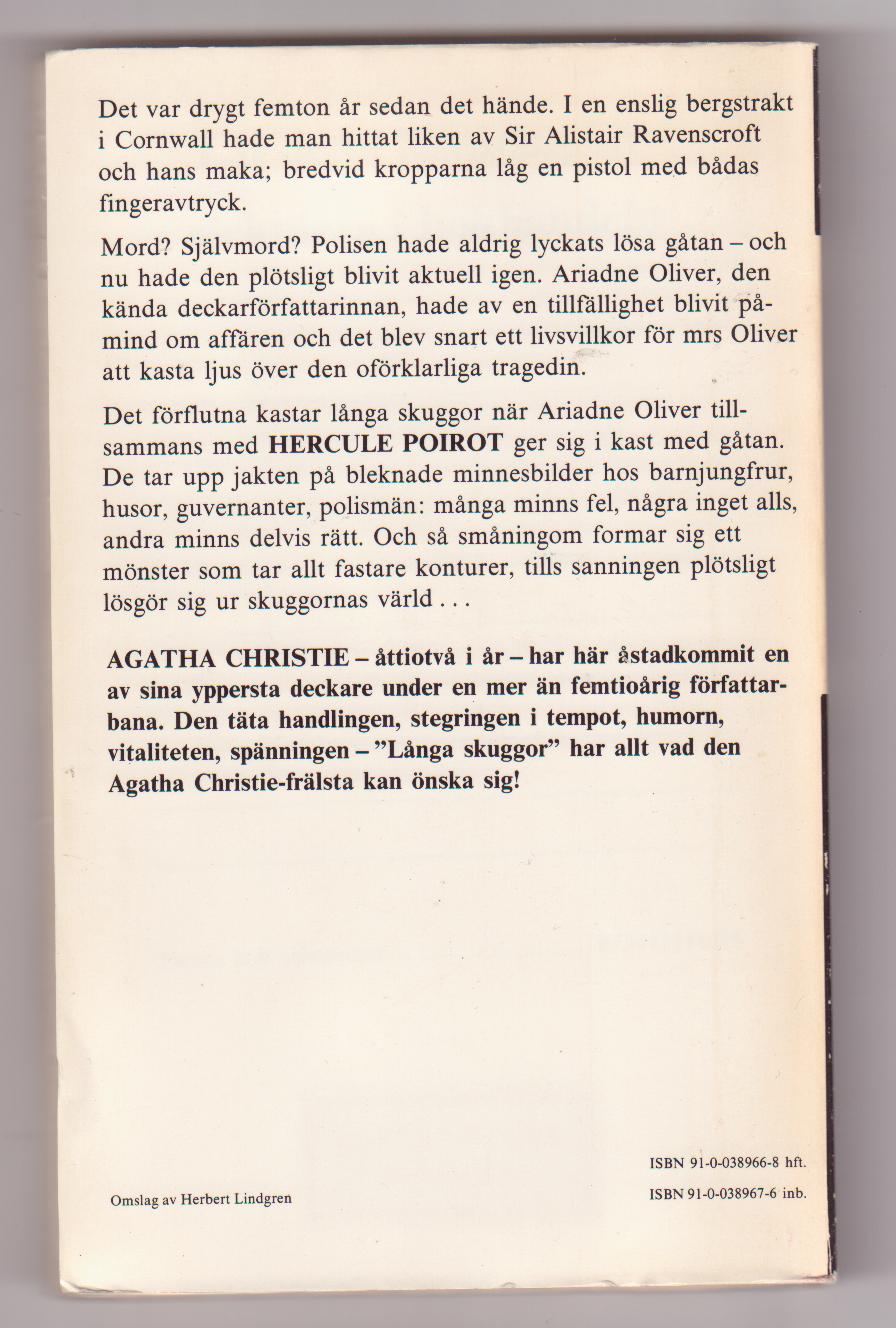 Det var drygt femton år sedan det hände. I en enslig bergstrakt
i Cornwall hade man hittat liken av Sir Alistair Ravenscroft
och hans maka; bredvid kropparna låg en pistol med bådas
fingeravtryck.
Mord? Självmord? Polisen hade aldrig lyckats lösa gåtan – och
nu hade den plötsligt blivit aktuell igen. Ariadne Oliver, den
kända deckarförfattarinnan, hade av en tillfällighet blivit på-
mind om affären och det blev snart ett livsvillkor för mrs Oliver
att kasta ljus över den oförklarliga tragedin.
Det förflutna kastar långa skuggor när Ariadne Oliver till-
sammans med HERCULE POIROT ger sig i kast med gåtan.
De tar upp jakten på bleknade minnesbilder hos barnjungfrur,
husor, guvernanter, polismän: många minns fel, några inget alls,
andra minns delvis rätt. Och så småningom formar sig ett
mönster som tar allt fastare konturer, tills sanningen plötsligt
lösgör sig ur skuggornas värld ...
AGATHA CHRISTIE – åttiotvå i år – har här åstadkommit en
av sina yppersta deckare under en mer än femtioårig författar-
bana. Den täta handlingen, stegringen i tempot, humorn,
vitaliteten, spänningen – ”Långa skuggor” har allt vad den
Agatha Christie-frälsta kan önska sig!
ISBN 91-0-038966-8 hft.
Omslag av Herbert Lindgren
ISBN 91-0-038967-6 inb.